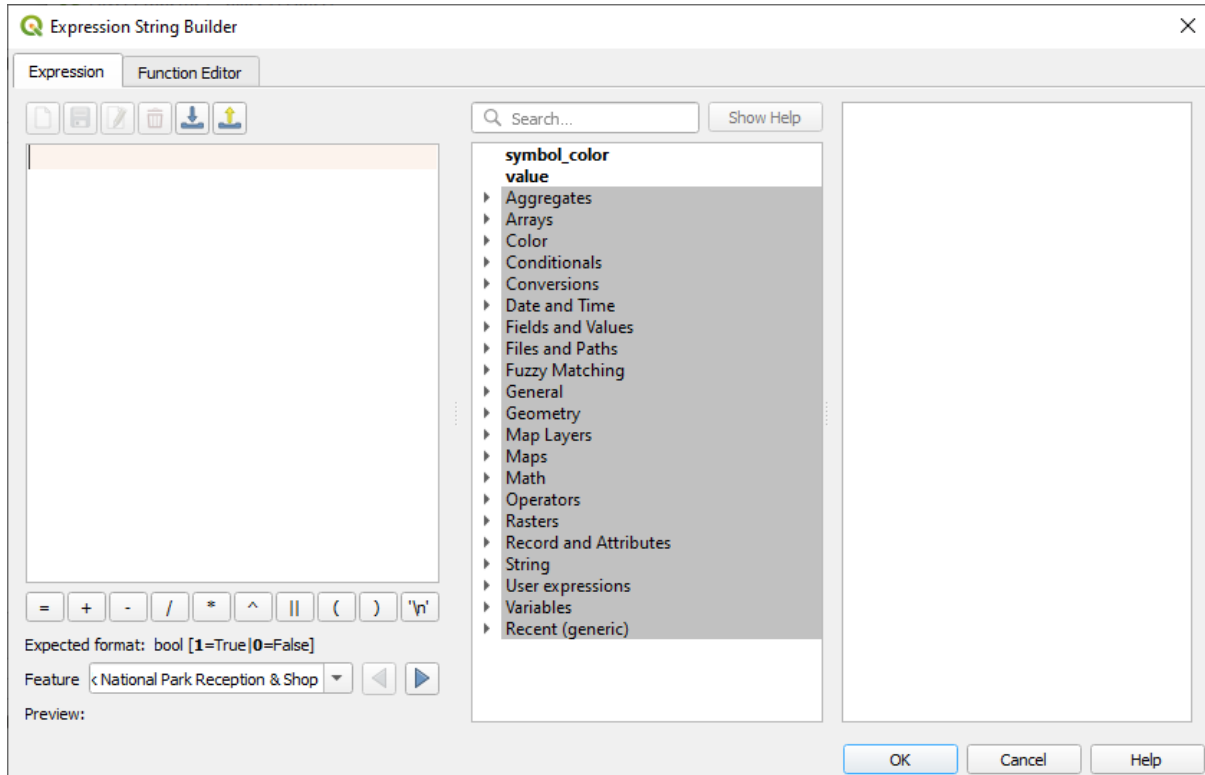 Expression String Builder
Expression
Function Editor
Search...
Show Help
symbol_color
value
Aggregates
Arrays
Color
Conditionals
Conversions
Date and Time
Fields and Values
Files and Paths
Fuzzy Matching
General
Geometry
Map Layers
Maps
Math
Operators
Rasters
Record and Attributes
String
User expressions
Variables
Recent (generic)
= + - / * ^ || ( ) '\n'
Expected format: bool [1=True|0=False]
Feature National Park Reception & Shop
Preview:
OK Cancel Help